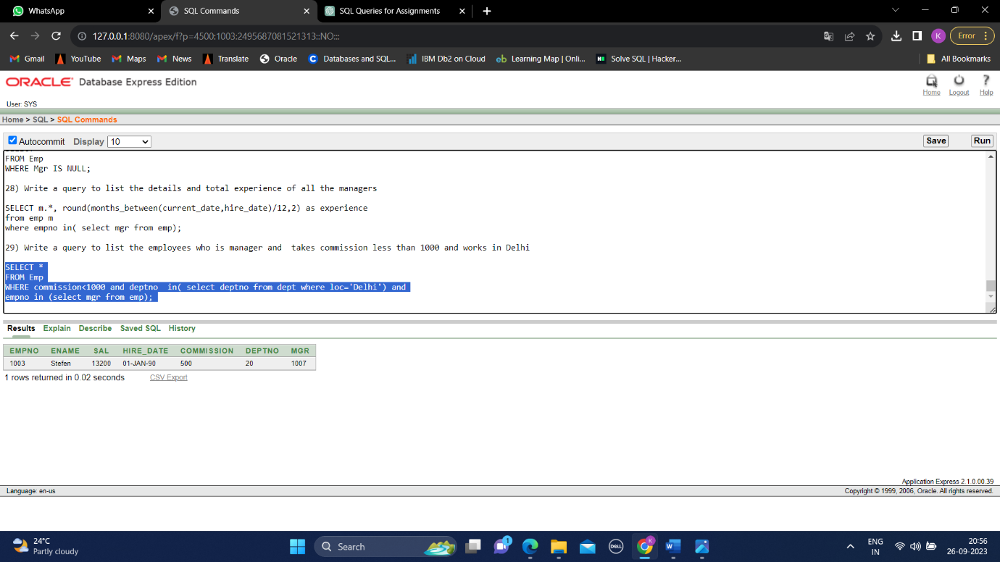 WhatsApp
SQL Commands
SQL Queries for Assignments
127.0.0.1:8080/apex/f?p=4500:1003:2495687081521313::NO:::
K
Error
Gmail
YouTube
Maps
News
Translate
Oracle
Databases and SQL...
IBM Db2 on Cloud
Learning Map | Onli...
Solve SQL | Hacker...
All Bookmarks
ORACLE Database Express Edition
Home
Logout
Help
User: SYS
Home > SQL > SQL Commands
Autocommit Display 10
Save
Run
FROM Emp
WHERE Mgr IS NULL;
28) Write a query to list the details and total experience of all the managers
SELECT m.*, round(months_between(current_date,hire_date)/12,2) as experience
from emp m
where empno in( select mgr from emp);
29) Write a query to list the employees who is manager and  takes commission less than 1000 and works in Delhi
SELECT *
FROM Emp
WHERE commission<1000 and deptno  in( select deptno from dept where loc='Delhi') and
empno in (select mgr from emp);
Results Explain Describe Saved SQL History
EMPNO ENAME SAL HIRE_DATE COMMISSION DEPTNO MGR
1003 Stefen 13200 01-JAN-90 500 20 1007
1 rows returned in 0.02 seconds CSV Export
Application Express 2.1.0.00.39
Language: en-us
Copyright © 1999, 2006, Oracle. All rights reserved.
24°C
Partly cloudy
Search
1
DELL
K
W
ENG
IN
20:56
26-09-2023